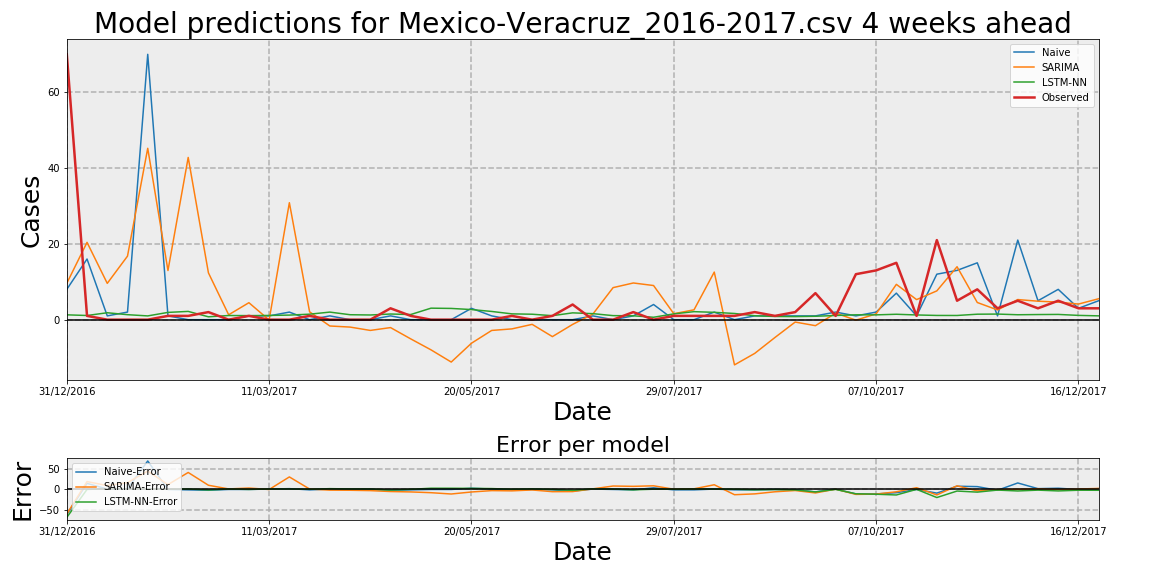 Model predictions for Mexico-Veracruz_2016-2017.csv 4 weeks ahead
Naive
SARIMA
LSTM-NN
Observed
Cases
60
40
20
0
31/12/2016 11/03/2017 20/05/2017 29/07/2017 07/10/2017 16/12/2017
Date
Error per model
Error
50
0
−50
Naive-Error
SARIMA-Error
LSTM-NN-Error
31/12/2016 11/03/2017 20/05/2017 29/07/2017 07/10/2017 16/12/2017
Date